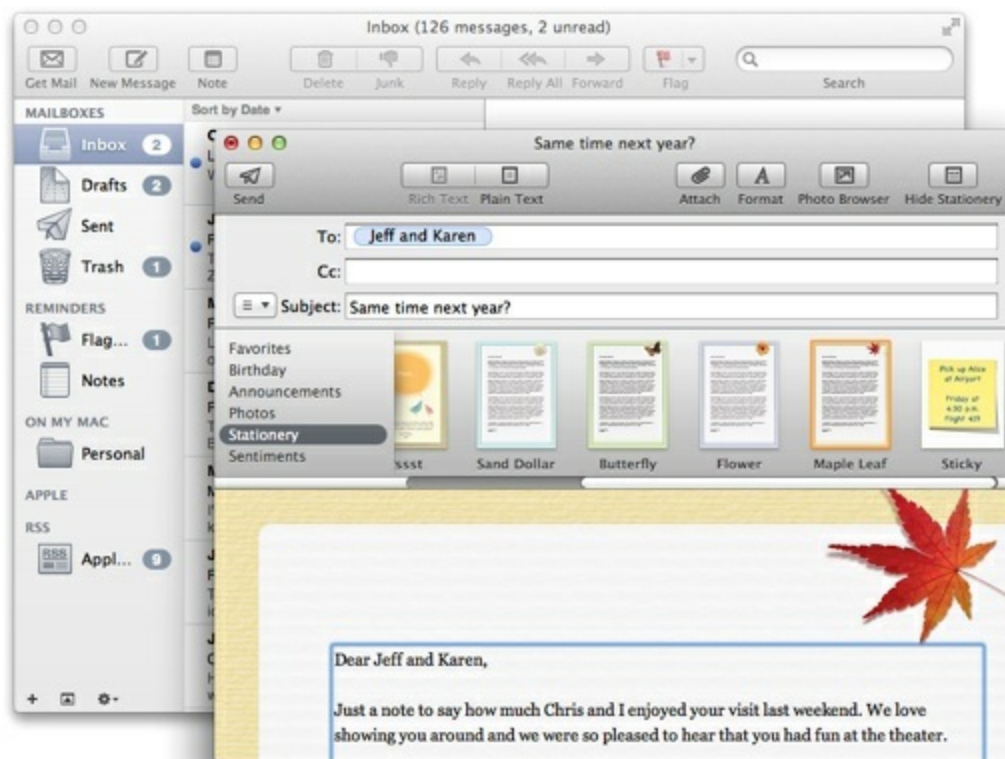 Inbox (126 messages, 2 unread)
Get Mail New Message Note Delete Junk Reply Reply All Forward Flag Search
MAILBOXES
Inbox 2
Drafts 2
Sent
Trash 1
REMINDERS
Flag... 1
Notes
ON MY MAC
Personal
APPLE
RSS
RSS Appl... 9
Sort by Date
Same time next year?
Send Rich Text Plain Text Attach Format Photo Browser Hide Stationery
To: Jeff and Karen
Cc:
Subject: Same time next year?
Favorites
Birthday
Announcements
Photos
Stationery
Sentiments
Pick up Alice
at Airport
Friday at
4:30 p.m.
Flight 429
ssst Sand Dollar Butterfly Flower Maple Leaf Sticky
Dear Jeff and Karen,
Just a note to say how much Chris and I enjoyed your visit last weekend. We love
showing you around and we were so pleased to hear that you had fun at the theater.